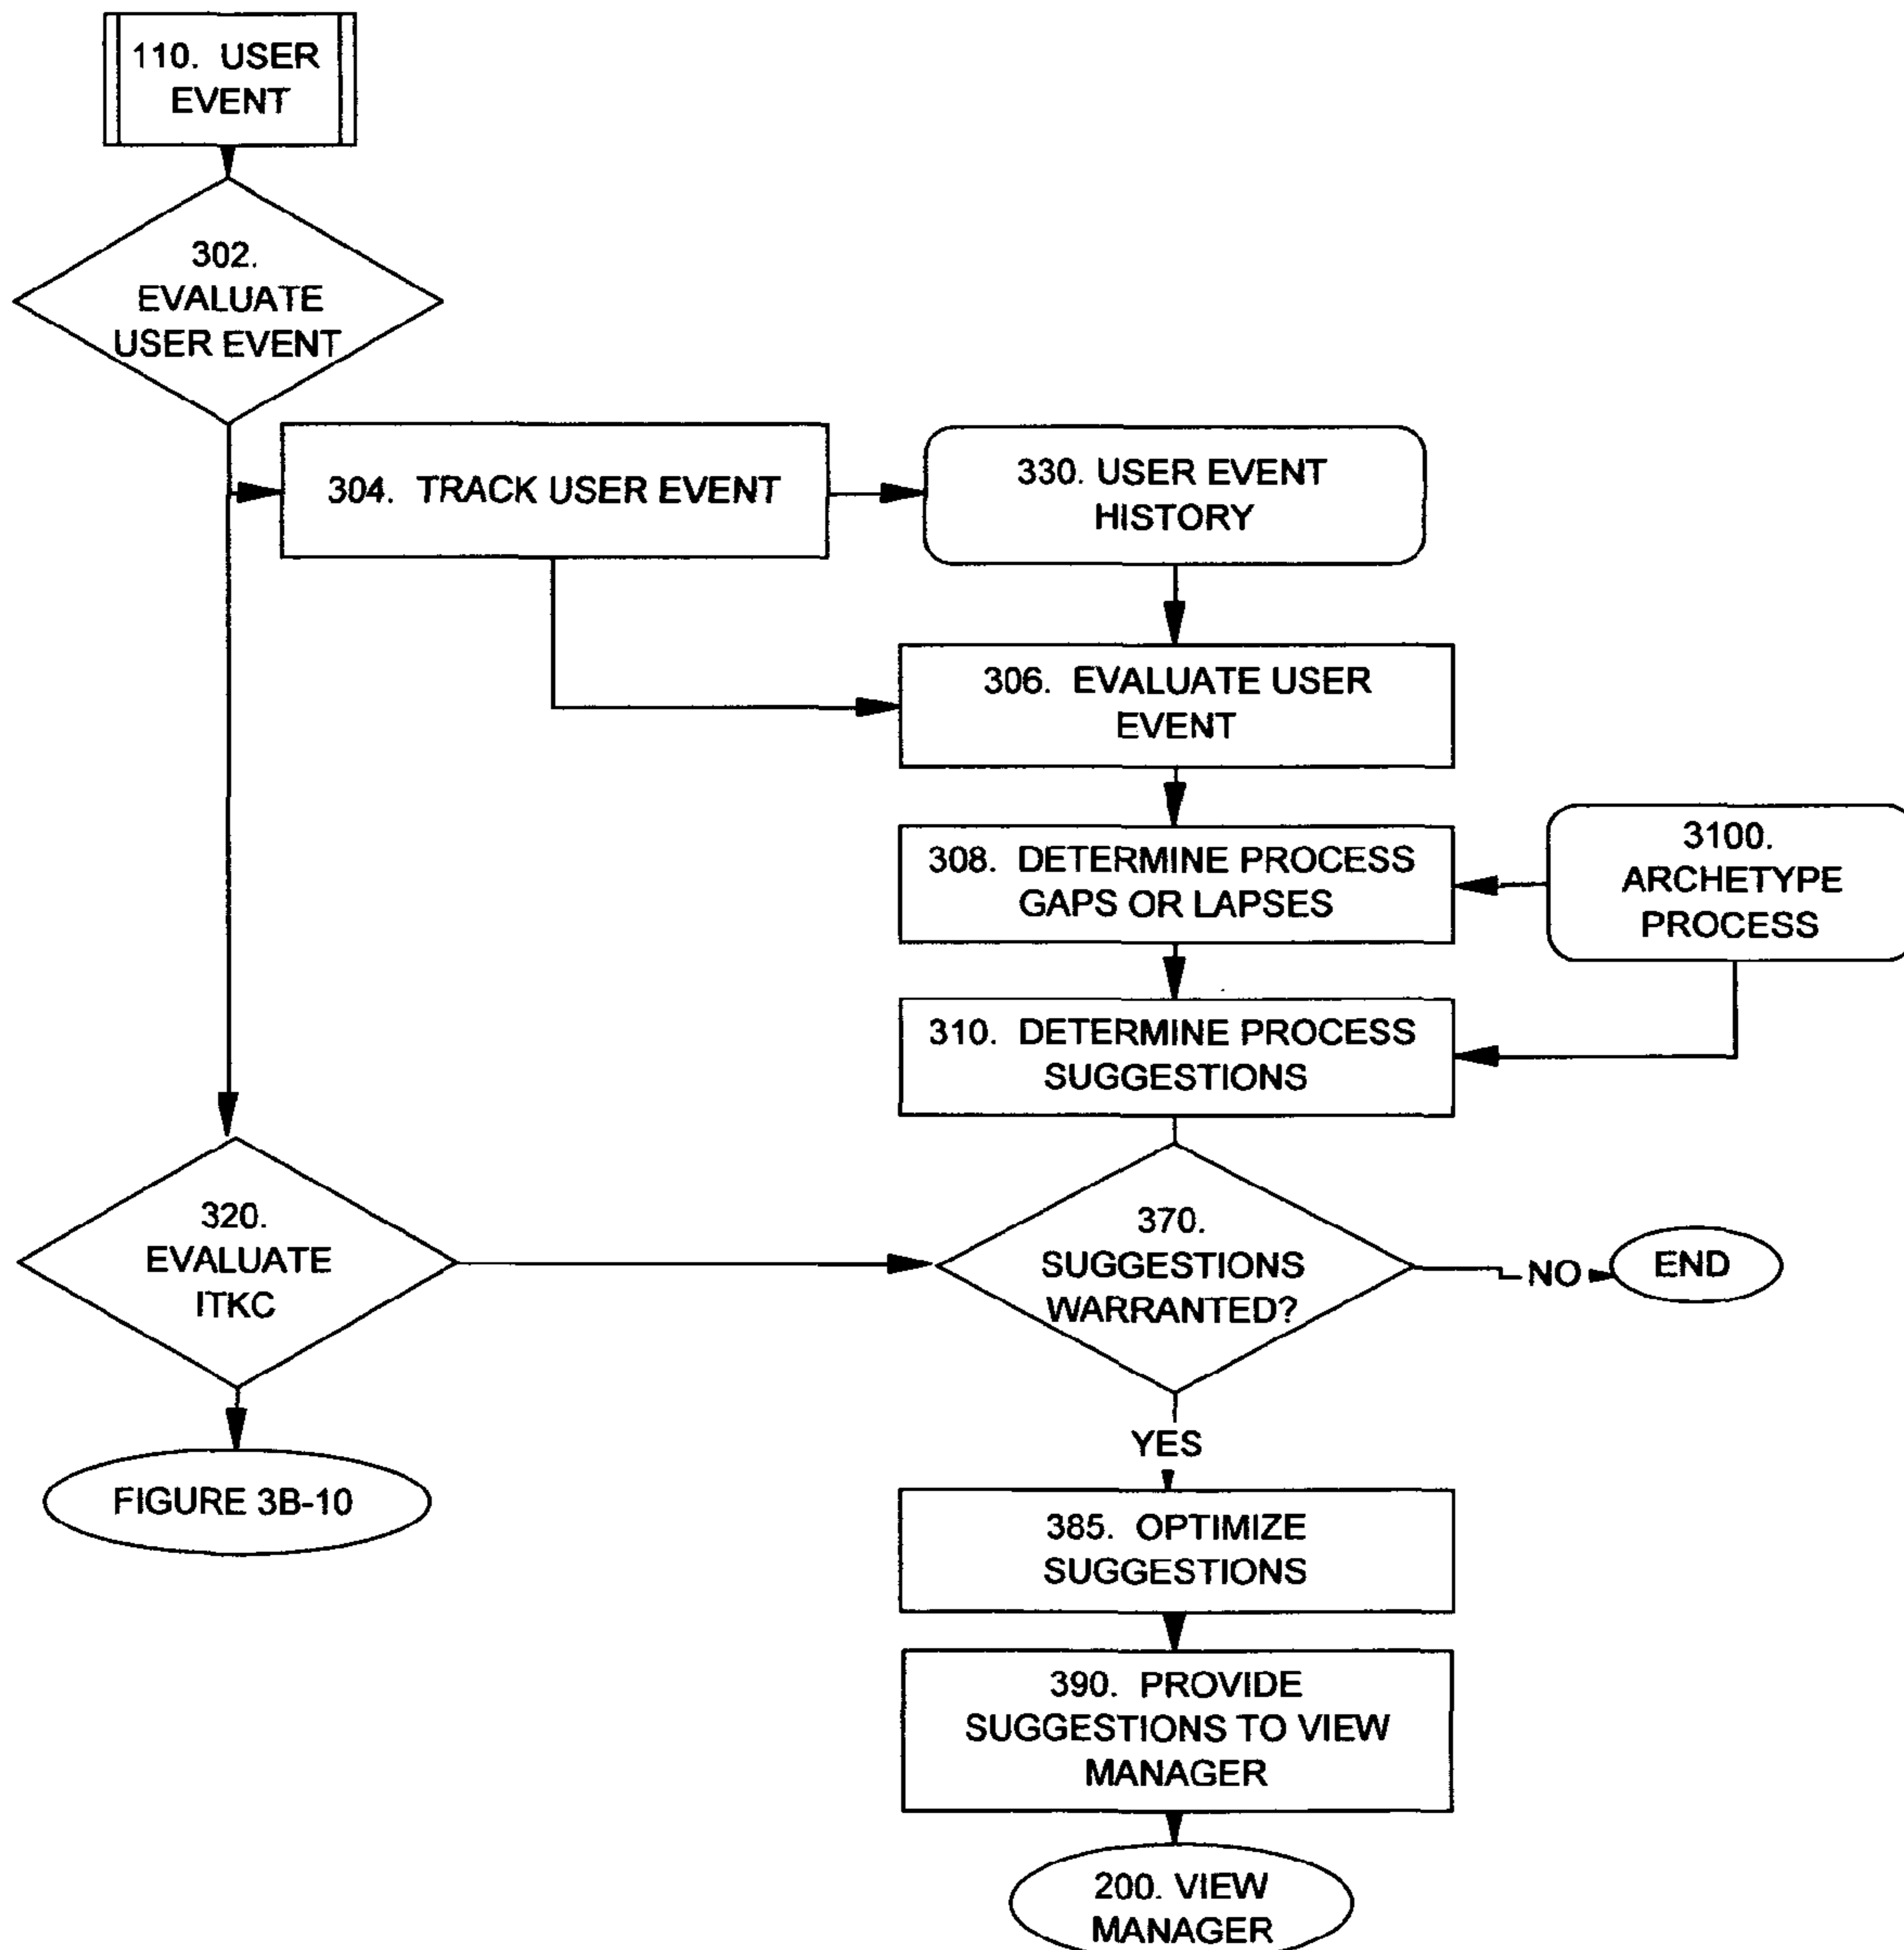 110. USER
EVENT
302.
EVALUATE
USER EVENT
304. TRACK USER EVENT
330. USER EVENT
HISTORY
306. EVALUATE USER
EVENT
308. DETERMINE PROCESS
GAPS OR LAPSES
3100.
ARCHETYPE
PROCESS
310. DETERMINE PROCESS
SUGGESTIONS
320.
EVALUATE
ITKC
370.
SUGGESTIONS
WARRANTED?
NO
END
FIGURE 3B-10
YES
385. OPTIMIZE
SUGGESTIONS
390. PROVIDE
SUGGESTIONS TO VIEW
MANAGER
200. VIEW
MANAGER